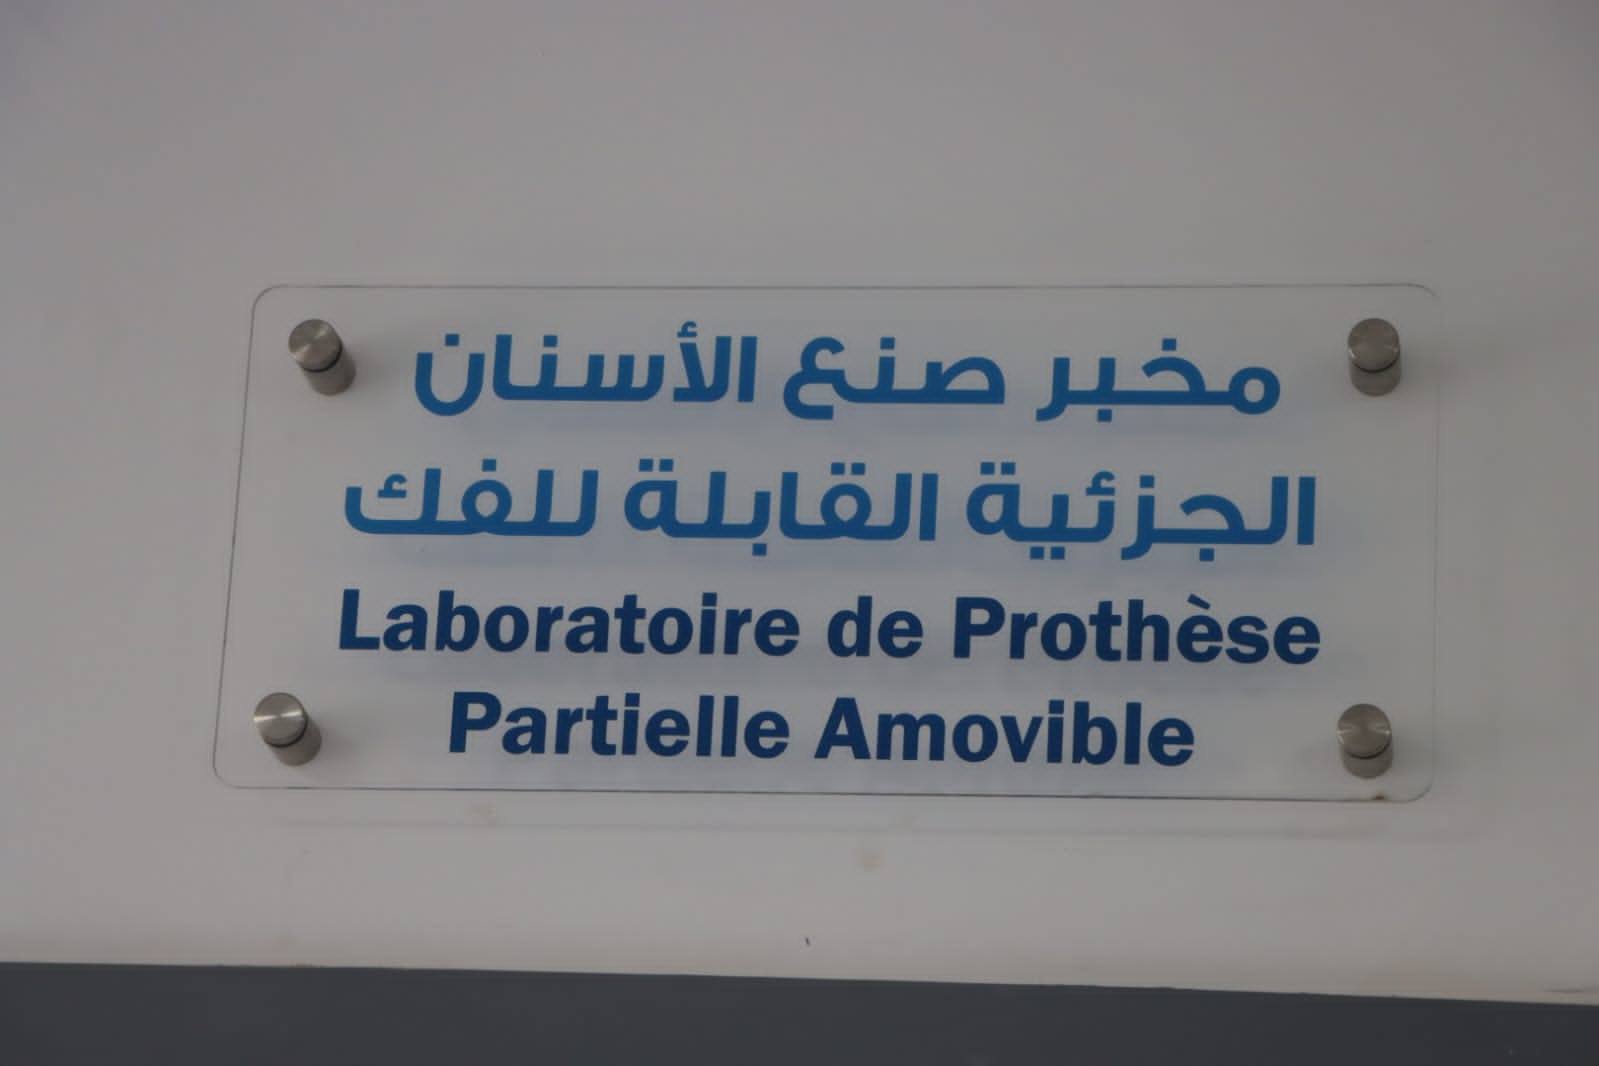 مخبر صنع الأسنان
الجزئية القابلة للفك
Laboratoire de Prothèse
Partielle Amovible